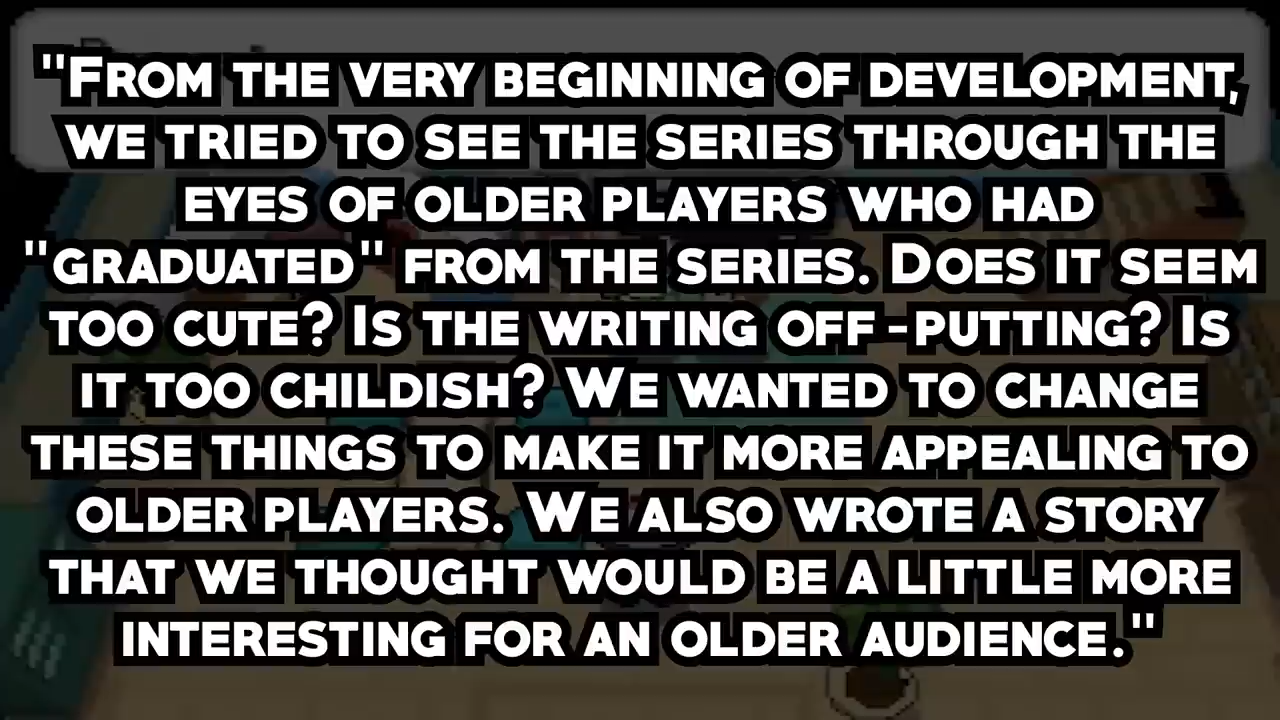 "From the very beginning of development,
we tried to see the series through the
eyes of older players who had
"graduated" from the series. Does it seem
too cute? Is the writing off-putting? Is
it too childish? We wanted to change
these things to make it more appealing to
older players. We also wrote a story
that we thought would be a little more
interesting for an older audience."